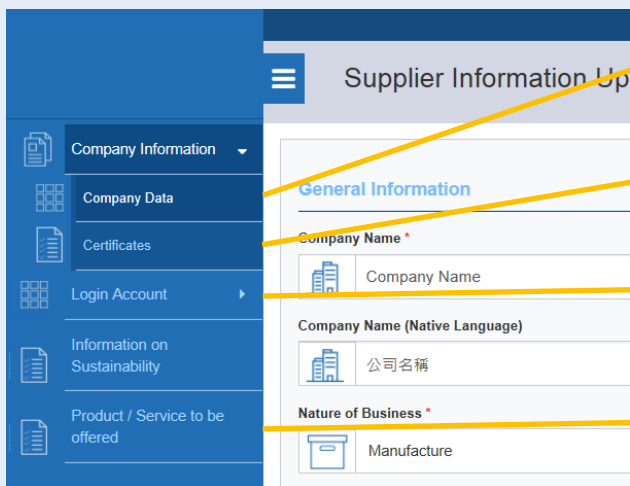 Supplier Information Up
Company Information
Company Data
Certificates
Login Account
Information on
Sustainability
Product / Service to be
offered
General Information
Company Name *
Company Name
Company Name (Native Language)
公司名稱
Nature of Business *
Manufacture